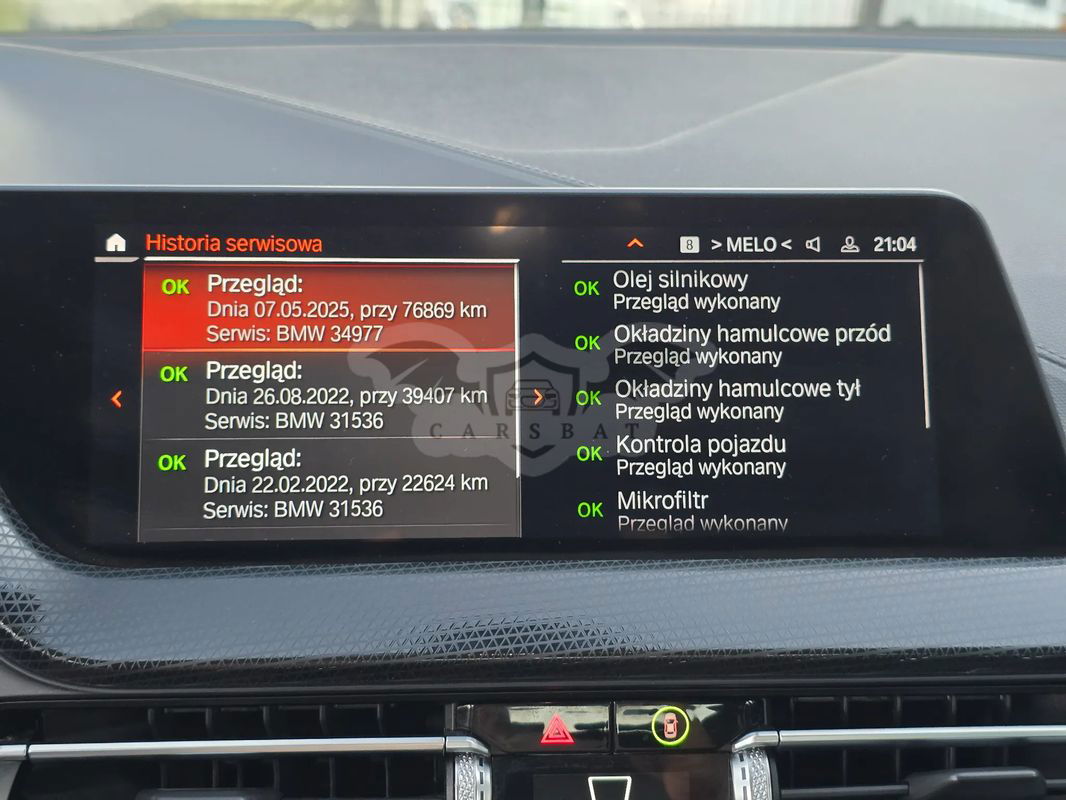 Historia serwisowa
8 > MELO < 21:04
OK Przegląd:
Dnia 07.05.2025, przy 76869 km
Serwis: BMW 34977
OK Przegląd:
Dnia 26.08.2022, przy 39407 km
Serwis: BMW 31536
OK Przegląd:
Dnia 22.02.2022, przy 22624 km
Serwis: BMW 31536
OK Olej silnikowy
Przegląd wykonany
OK Okładziny hamulcowe przód
Przegląd wykonany
OK Okładziny hamulcowe tył
Przegląd wykonany
OK Kontrola pojazdu
Przegląd wykonany
OK Mikrofiltr
Przegląd wykonany
CARSBAT